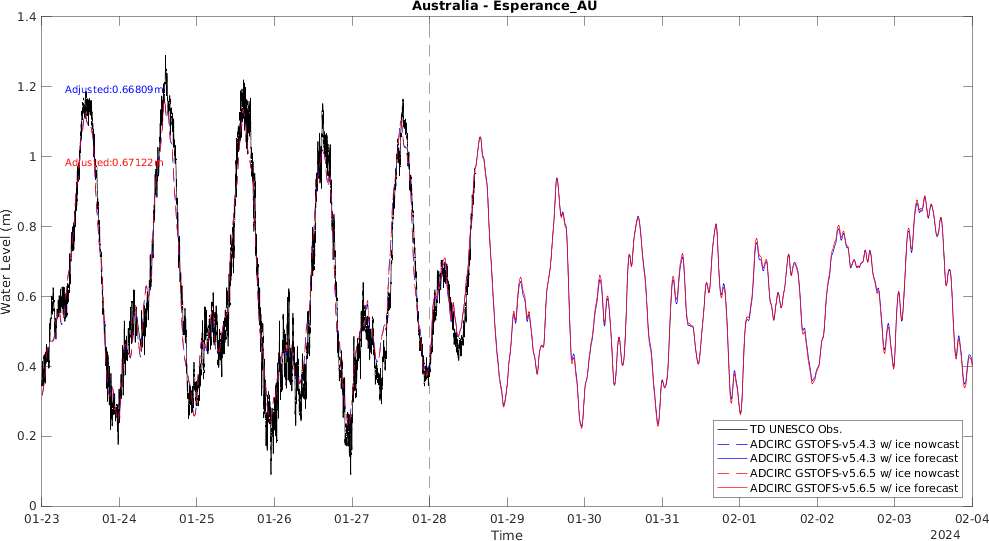 Australia - Esperance_AU
1.4
1.2
1
0.8
0.6
0.4
0.2
0
Water Level (m)
Adjusted:0.66809m
Adjusted:0.67122m
TD UNESCO Obs.
ADCIRC GSTOFS-v5.4.3 w/ ice nowcast
ADCIRC GSTOFS-v5.4.3 w/ ice forecast
ADCIRC GSTOFS-v5.6.5 w/ ice nowcast
ADCIRC GSTOFS-v5.6.5 w/ ice forecast
01-23 01-24 01-25 01-26 01-27 01-28 01-29 01-30 01-31 02-01 02-02 02-03 02-04
Time
2024